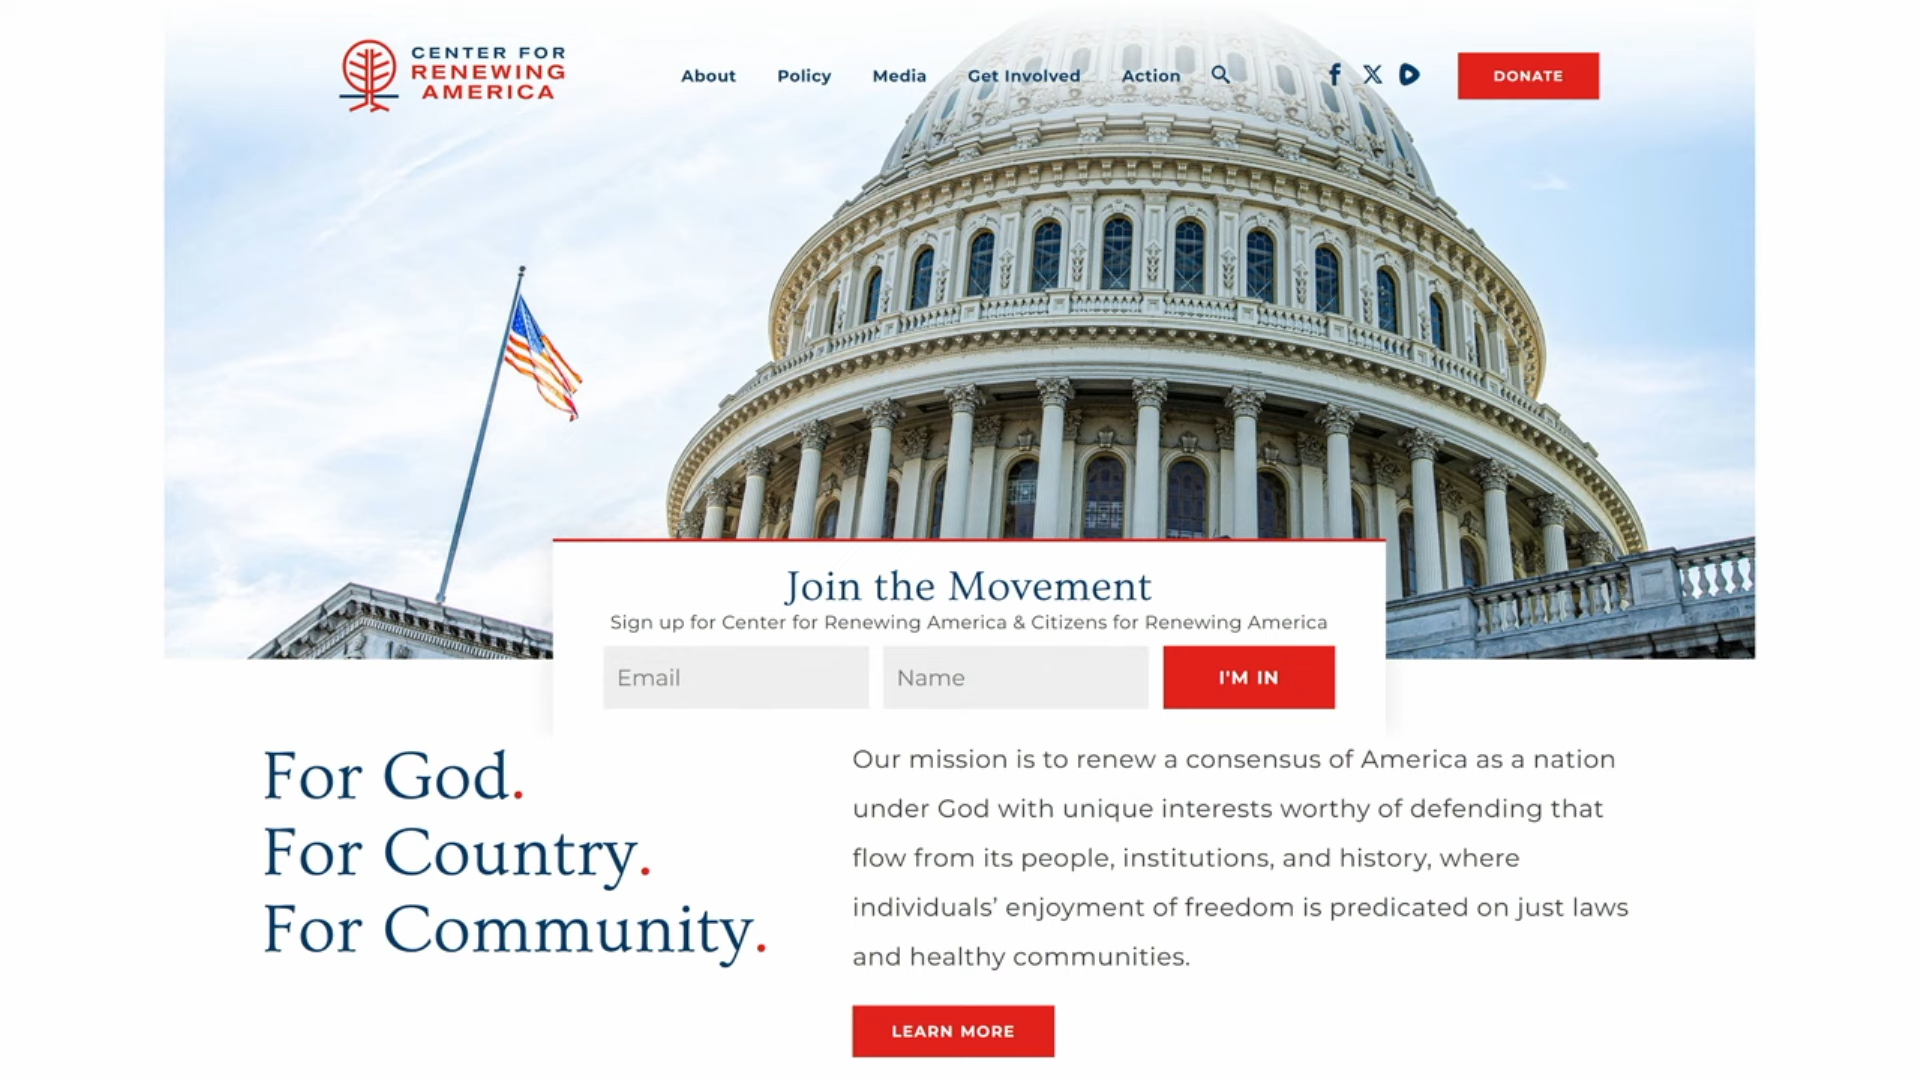 CENTER FOR
RENEWING
AMERICA
About Policy Media Get Involved Action
DONATE
Join the Movement
Sign up for Center for Renewing America & Citizens for Renewing America
Email Name I'M IN
For God.
For Country.
For Community.
Our mission is to renew a consensus of America as a nation
under God with unique interests worthy of defending that
flow from its people, institutions, and history, where
individuals’ enjoyment of freedom is predicated on just laws
and healthy communities.
LEARN MORE